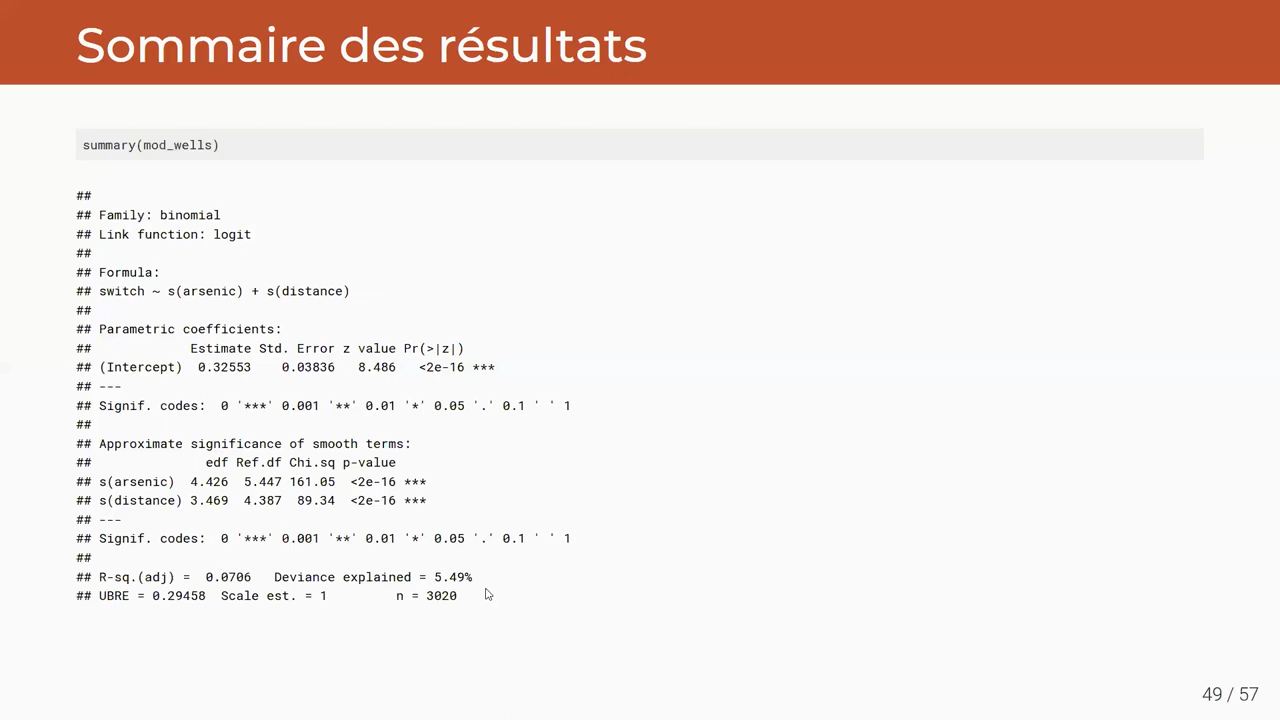 Sommaire des résultats
summary(mod_wells)
##
## Family: binomial
## Link function: logit
##
## Formula:
## switch ~ s(arsenic) + s(distance)
##
## Parametric coefficients:
##             Estimate Std. Error z value Pr(>|z|)
## (Intercept)  0.32553    0.03836   8.486   <2e-16 ***
## ---
## Signif. codes:  0 '***' 0.001 '**' 0.01 '*' 0.05 '.' 0.1 ' ' 1
##
## Approximate significance of smooth terms:
##               edf Ref.df Chi.sq p-value
## s(arsenic)  4.426  5.447 161.05  <2e-16 ***
## s(distance) 3.469  4.387  89.34  <2e-16 ***
## ---
## Signif. codes:  0 '***' 0.001 '**' 0.01 '*' 0.05 '.' 0.1 ' ' 1
##
## R-sq.(adj) =  0.0706   Deviance explained = 5.49%
## UBRE = 0.29458  Scale est. = 1         n = 3020
49 / 57